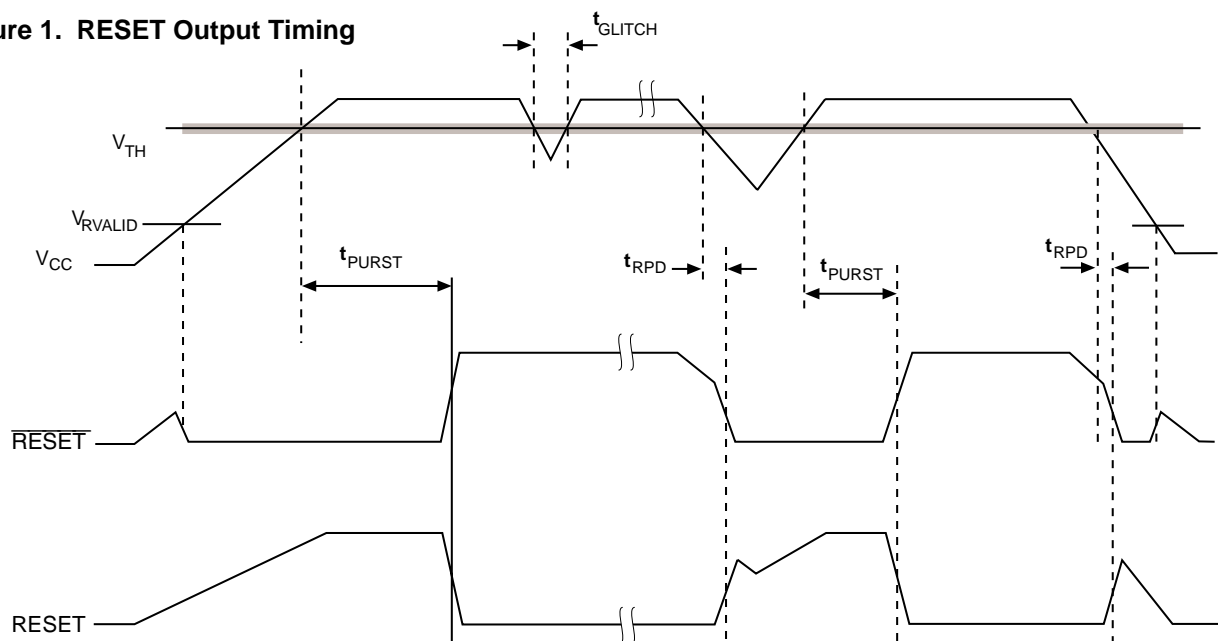 ure 1. RESET Output Timing
tGLITCH
VTH
VRVALID
VCC
tPURST
tRPD
tPURST
tRPD
RESET
RESET